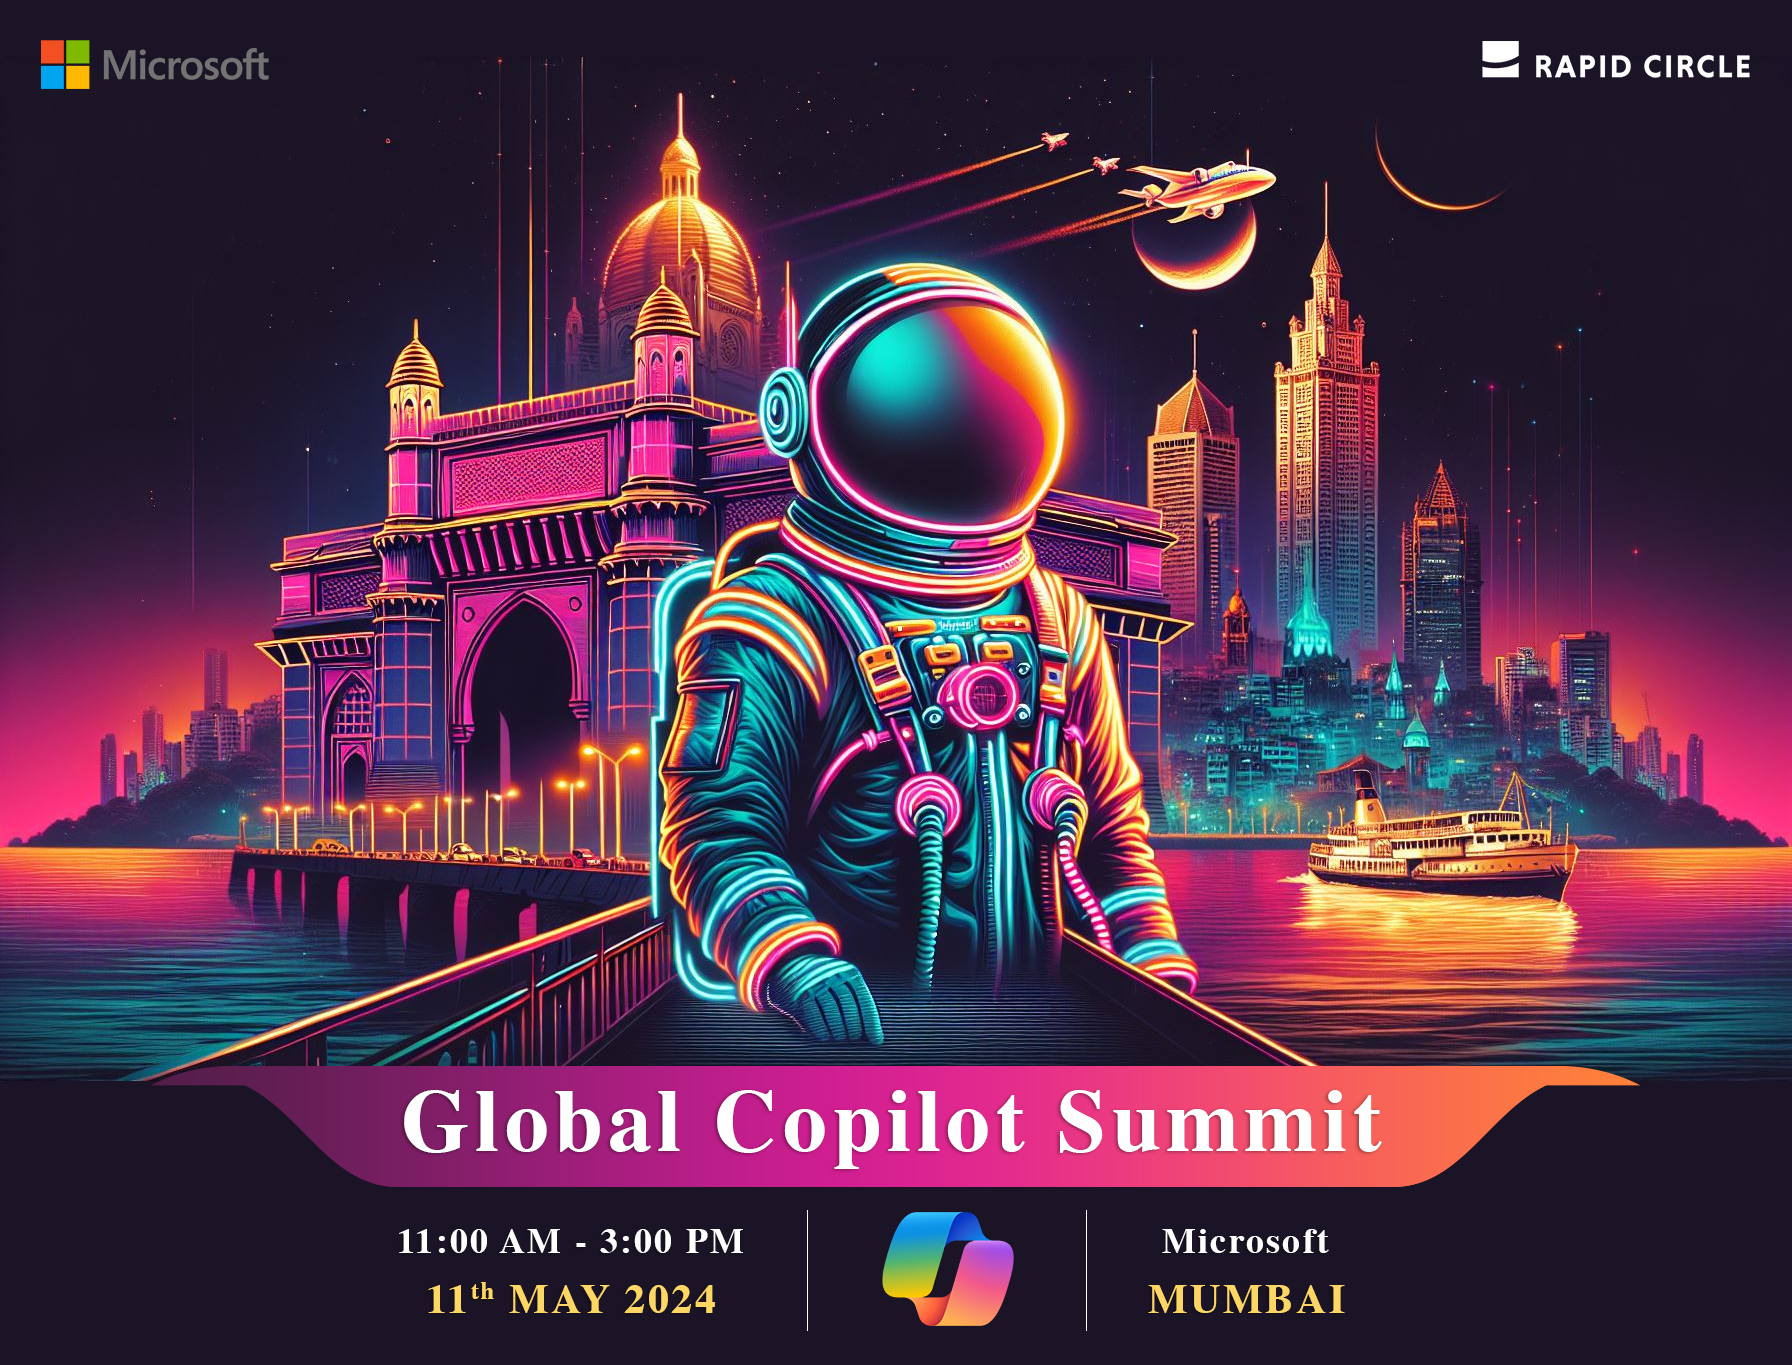 Microsoft
RAPID CIRCLE
Global Copilot Summit
11:00 AM - 3:00 PM
11th MAY 2024
Microsoft
MUMBAI